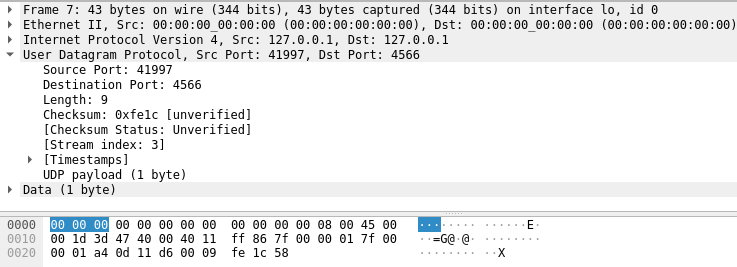 Frame 7: 43 bytes on wire (344 bits), 43 bytes captured (344 bits) on interface lo, id 0
Ethernet II, Src: 00:00:00_00:00:00 (00:00:00:00:00:00), Dst: 00:00:00_00:00:00 (00:00:00:00:00:00)
Internet Protocol Version 4, Src: 127.0.0.1, Dst: 127.0.0.1
User Datagram Protocol, Src Port: 41997, Dst Port: 4566
Source Port: 41997
Destination Port: 4566
Length: 9
Checksum: 0xfe1c [unverified]
[Checksum Status: Unverified]
[Stream index: 3]
[Timestamps]
UDP payload (1 byte)
Data (1 byte)
0000 00 00 00 00 00 00 00 00 00 00 00 00 08 00 45 00 ········ ······E·
0010 00 1d 3d 47 40 00 40 11 ff 86 7f 00 00 01 7f 00 ··=G@·@· ········
0020 00 01 a4 0d 11 d6 00 09 fe 1c 58 ········ ··X